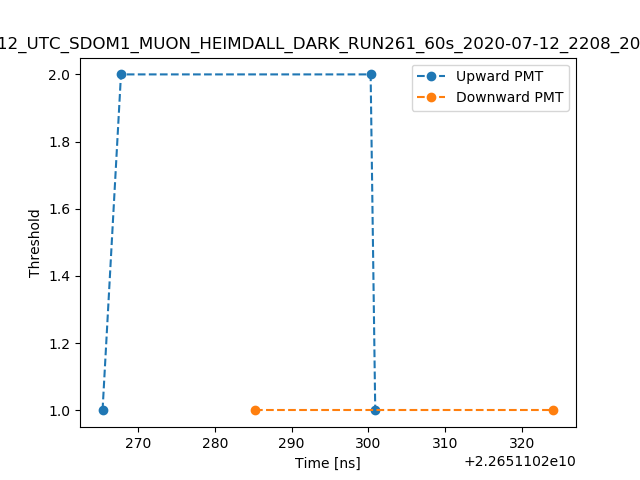 12_UTC_SDOM1_MUON_HEIMDALL_DARK_RUN261_60s_2020-07-12_2208_20
Upward PMT
Downward PMT
2.0
1.8
1.6
1.4
1.2
1.0
Threshold
270 280 290 300 310 320
Time [ns]
+2.2651102e10